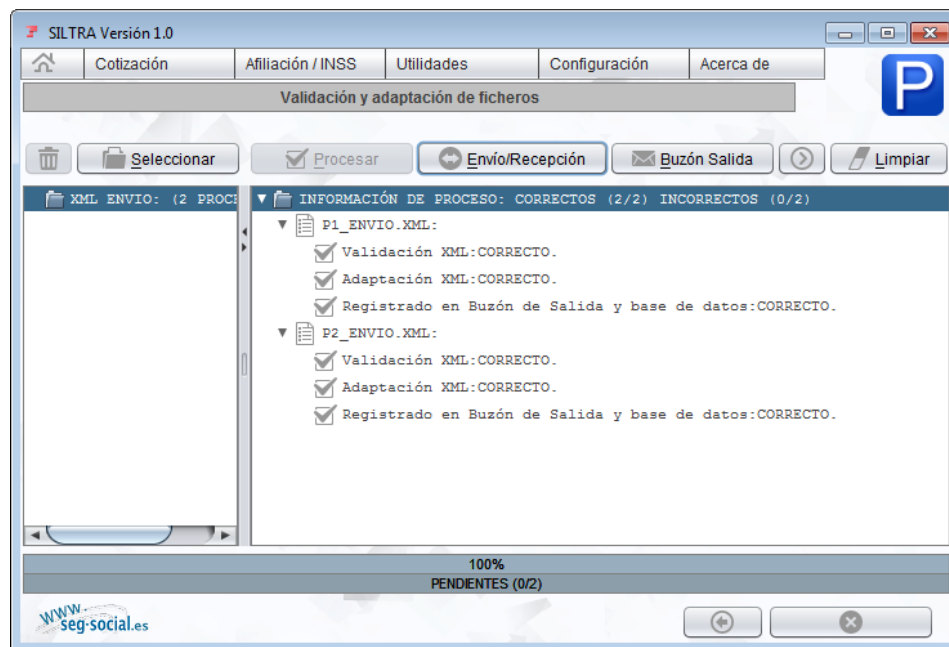 SILTRA Versión 1.0
Cotización Afiliación / INSS Utilidades Configuración Acerca de
P
Validación y adaptación de ficheros
Seleccionar Procesar Envío/Recepción Buzón Salida Limpiar
XML ENVIO: (2 PROCE
INFORMACIÓN DE PROCESO: CORRECTOS (2/2) INCORRECTOS (0/2)
P1_ENVIO.XML:
Validación XML:CORRECTO.
Adaptación XML:CORRECTO.
Registrado en Buzón de Salida y base de datos:CORRECTO.
P2_ENVIO.XML:
Validación XML:CORRECTO.
Adaptación XML:CORRECTO.
Registrado en Buzón de Salida y base de datos:CORRECTO.
100%
PENDIENTES (0/2)
www.
seg-social.es